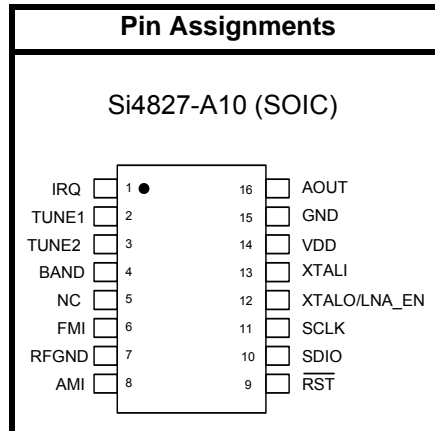 Pin Assignments
Si4827-A10 (SOIC)
IRQ 1 16 AOUT
TUNE1 2 15 GND
TUNE2 3 14 VDD
BAND 4 13 XTALI
NC 5 12 XTALO/LNA_EN
FMI 6 11 SCLK
RFGND 7 10 SDIO
AMI 8 9 RST